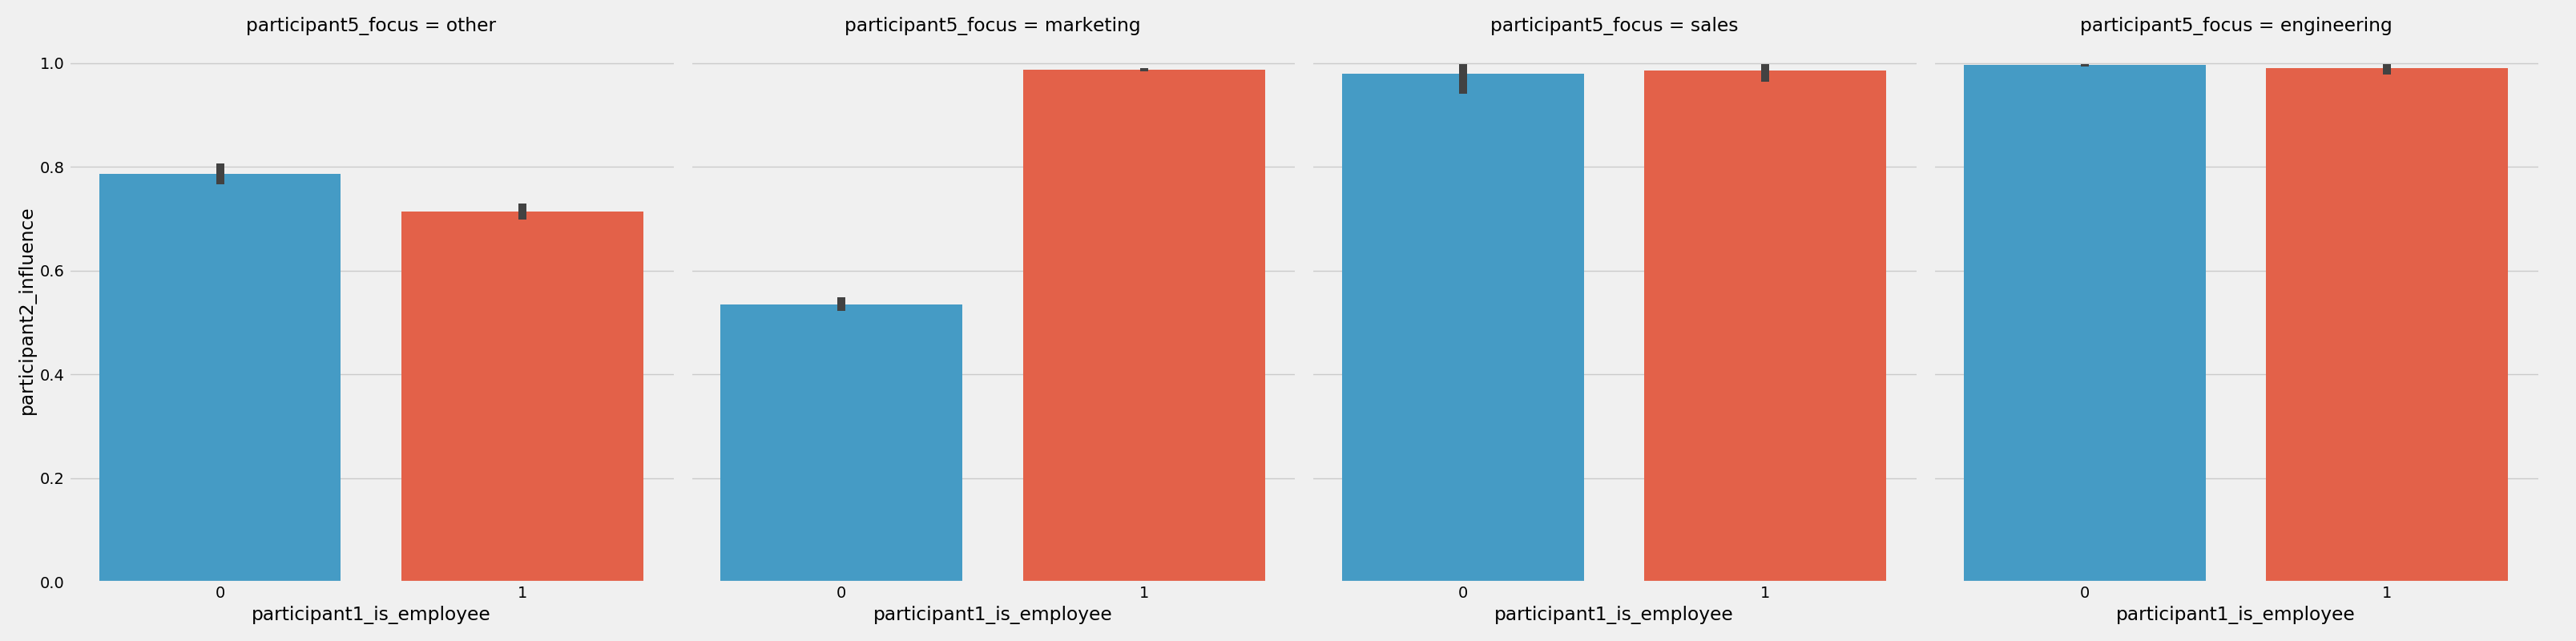 participant5_focus = other
participant5_focus = marketing
participant5_focus = sales
participant5_focus = engineering
participant2_influence
1.0
0.8
0.6
0.4
0.2
0.0
0 1 0 1 0 1 0 1
participant1_is_employee
participant1_is_employee
participant1_is_employee
participant1_is_employee